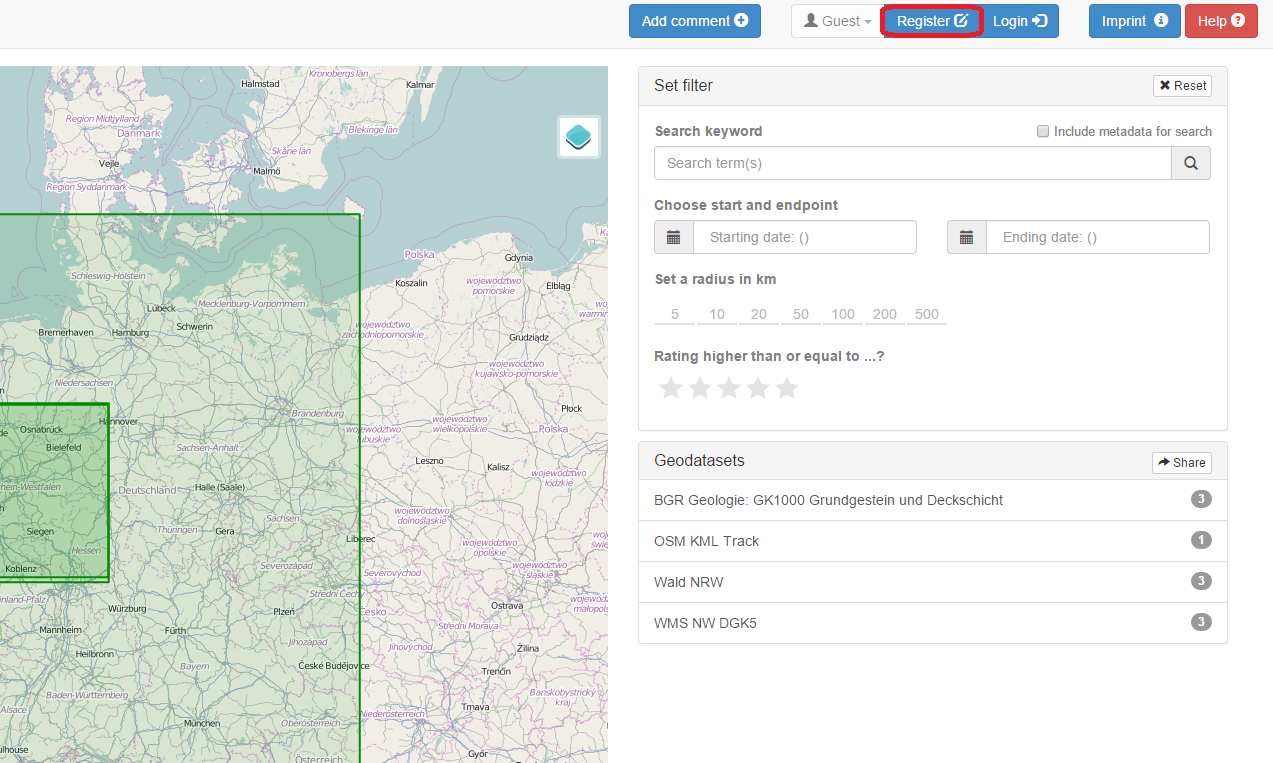 Add comment
Guest
Register
Login
Imprint
Help
Kronobergs län
Halmstad
Kalmar
Region Midtjylland
Danmark
Blekinge län
Skåne län
Vejle
Malmö
Region Syddanmark
Polska
Gdynia
Schleswig-Holstein
Koszalin
województwo
pomorskie
Elbląg
Mecklenburg-Vorpommern
Lübeck
Schwerin
Bremerhaven
Hamburg
województwo
zachodniopomorskie
Grudziądz
województwo
kujawsko-pomorskie
Niedersachsen
Płock
Hannover
Brandenburg
Osnabrück
Bielefeld
województwo
lubuskie
województwo
wielkopolskie
Polska
Sachsen-Anhalt
Leszno
Kalisz
województwo
łódzkie
rhein-Westfalen
Deutschland
Halle (Saale)
województwo
dolnośląskie
Siegen
Thüringen
Gera
Sachsen
Liberec
Hessen
województwo
opolskie
Koblenz
Severozápad
Severovýchod
województwo
śląskie
inland-Pfalz
Würzburg
Plzeň
Střední Čechy
Česko
Ostrava
Mannheim
Fürth
Střední Morava
Heilbronn
Jihozápad
Jihovýchod
Žilina
Bayern
České Budějovice
Trenčín
Baden-Württemberg
Banskobystrický
kraj
Alsace
Trnava
Niederösterreich
München
Oberösterreich
ulhouse
Győr
Österreich
Set filter
Reset
Search keyword
Include metadata for search
Search term(s)
Choose start and endpoint
Starting date: ()
Ending date: ()
Set a radius in km
5 10 20 50 100 200 500
Rating higher than or equal to ...?
Geodatasets
Share
BGR Geologie: GK1000 Grundgestein und Deckschicht 3
OSM KML Track 1
Wald NRW 3
WMS NW DGK5 3